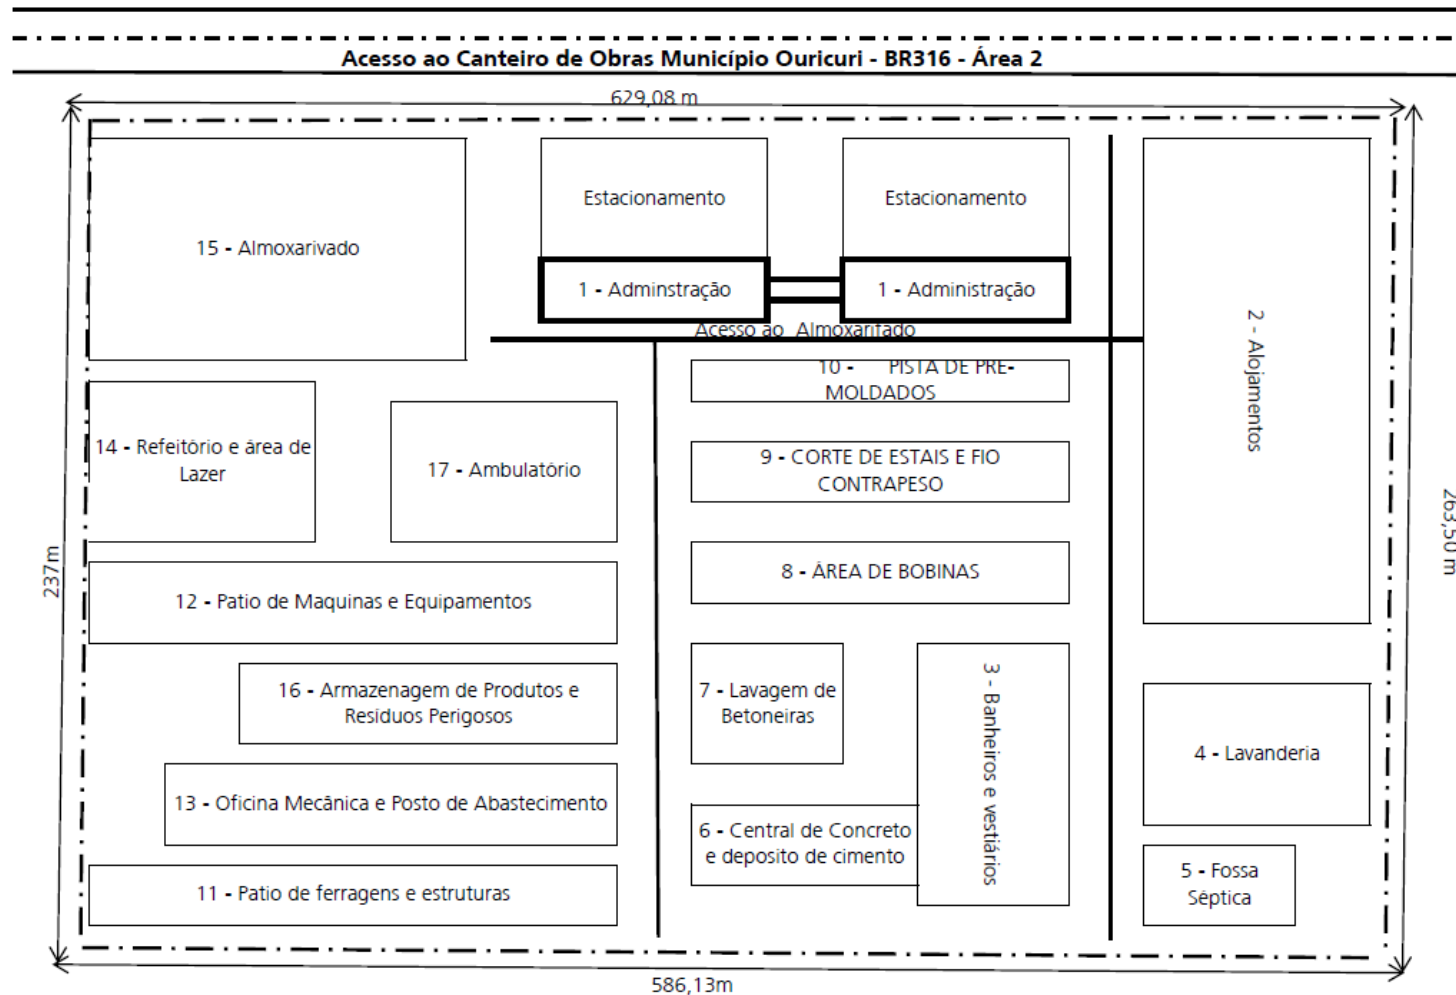 Acesso ao Canteiro de Obras Município Ouricuri - BR316 - Área 2
629,08 m
Estacionamento
Estacionamento
15 - Almoxarivado
1 - Adminstração
1 - Administração
Acesso ao Almoxarifado
2 - Alojamentos
10 - PISTA DE PRÉ-
MOLDADOS
14 - Refeitório e área de
Lazer
17 - Ambulatório
9 - CORTE DE ESTAIS E FIO
CONTRAPESO
237m
263,50 m
12 - Patio de Maquinas e Equipamentos
8 - ÁREA DE BOBINAS
16 - Armazenagem de Produtos e
Resíduos Perigosos
7 - Lavagem de
Betoneiras
3 - Banheiros e vestiários
4 - Lavanderia
13 - Oficina Mecânica e Posto de Abastecimento
6 - Central de Concreto
e deposito de cimento
11 - Patio de ferragens e estruturas
5 - Fossa
Séptica
586,13m